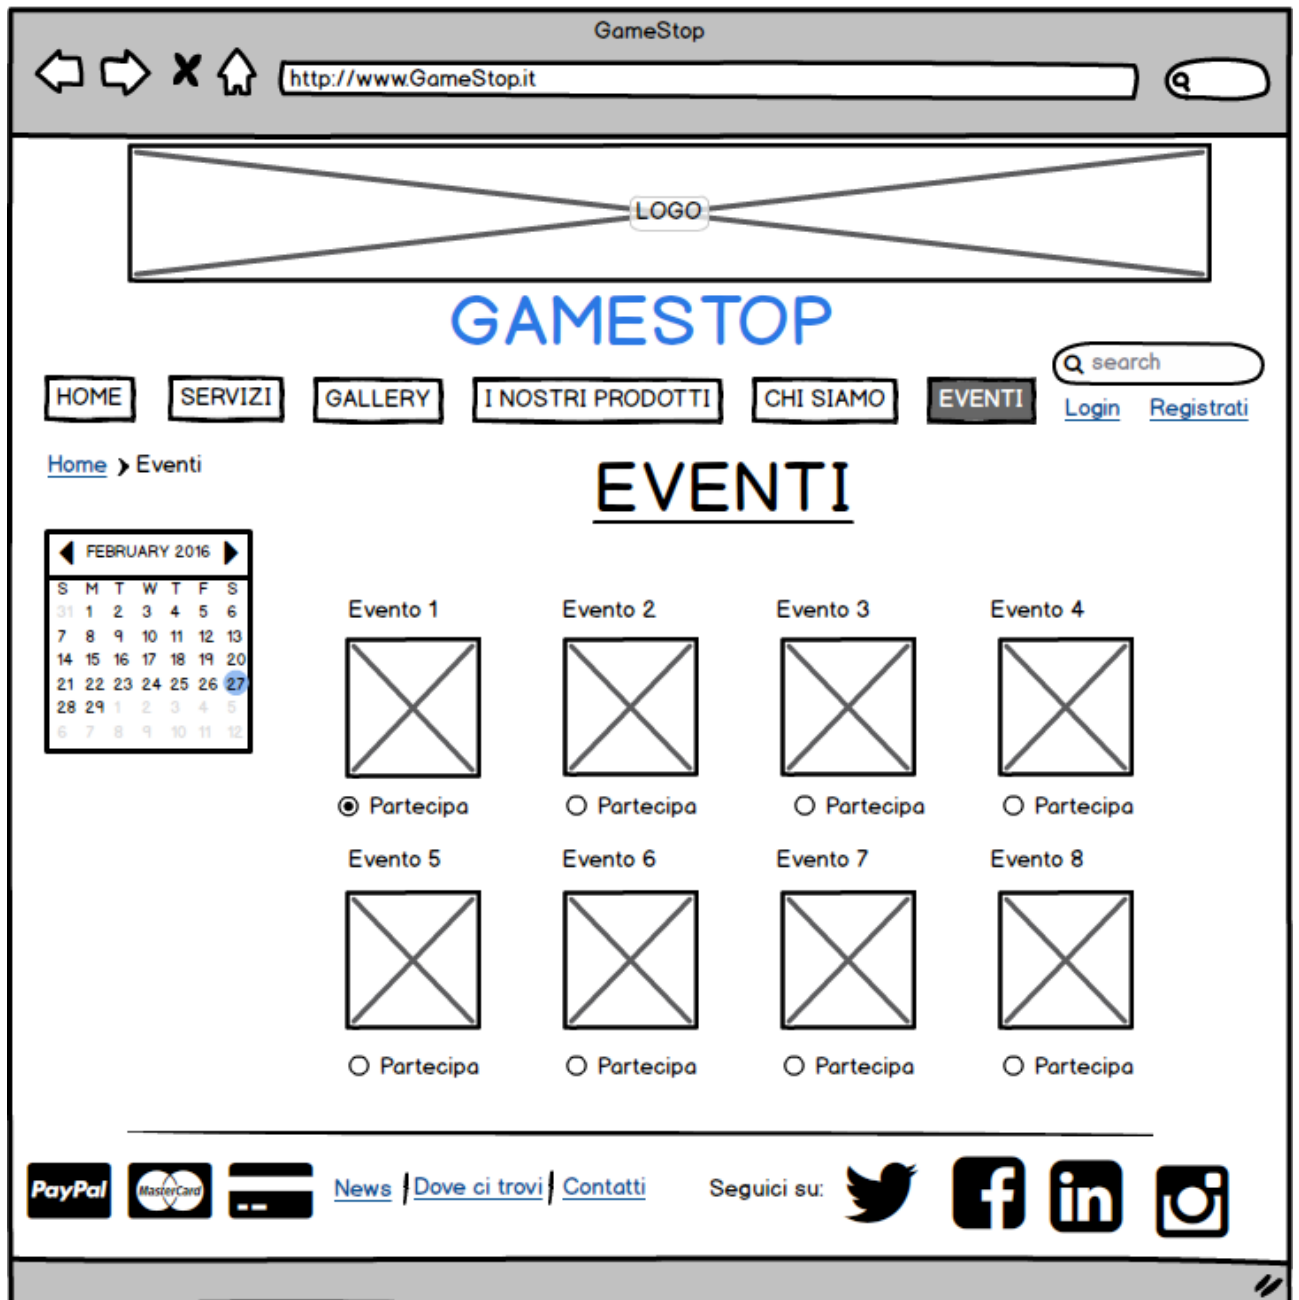 GameStop
http://www.GameStop.it
LOGO
GAMESTOP
search
HOME SERVIZI GALLERY I NOSTRI PRODOTTI CHI SIAMO EVENTI
Login Registrati
Home Eventi
EVENTI
FEBRUARY 2016
S M T W T F S
31 1 2 3 4 5 6
7 8 9 10 11 12 13
14 15 16 17 18 19 20
21 22 23 24 25 26 27
28 29 1 2 3 4 5
6 7 8 9 10 11 12
Evento 1 Evento 2 Evento 3 Evento 4
Partecipa Partecipa Partecipa Partecipa
Evento 5 Evento 6 Evento 7 Evento 8
Partecipa Partecipa Partecipa Partecipa
PayPal MasterCard News Dove ci trovi Contatti Seguici su: f in